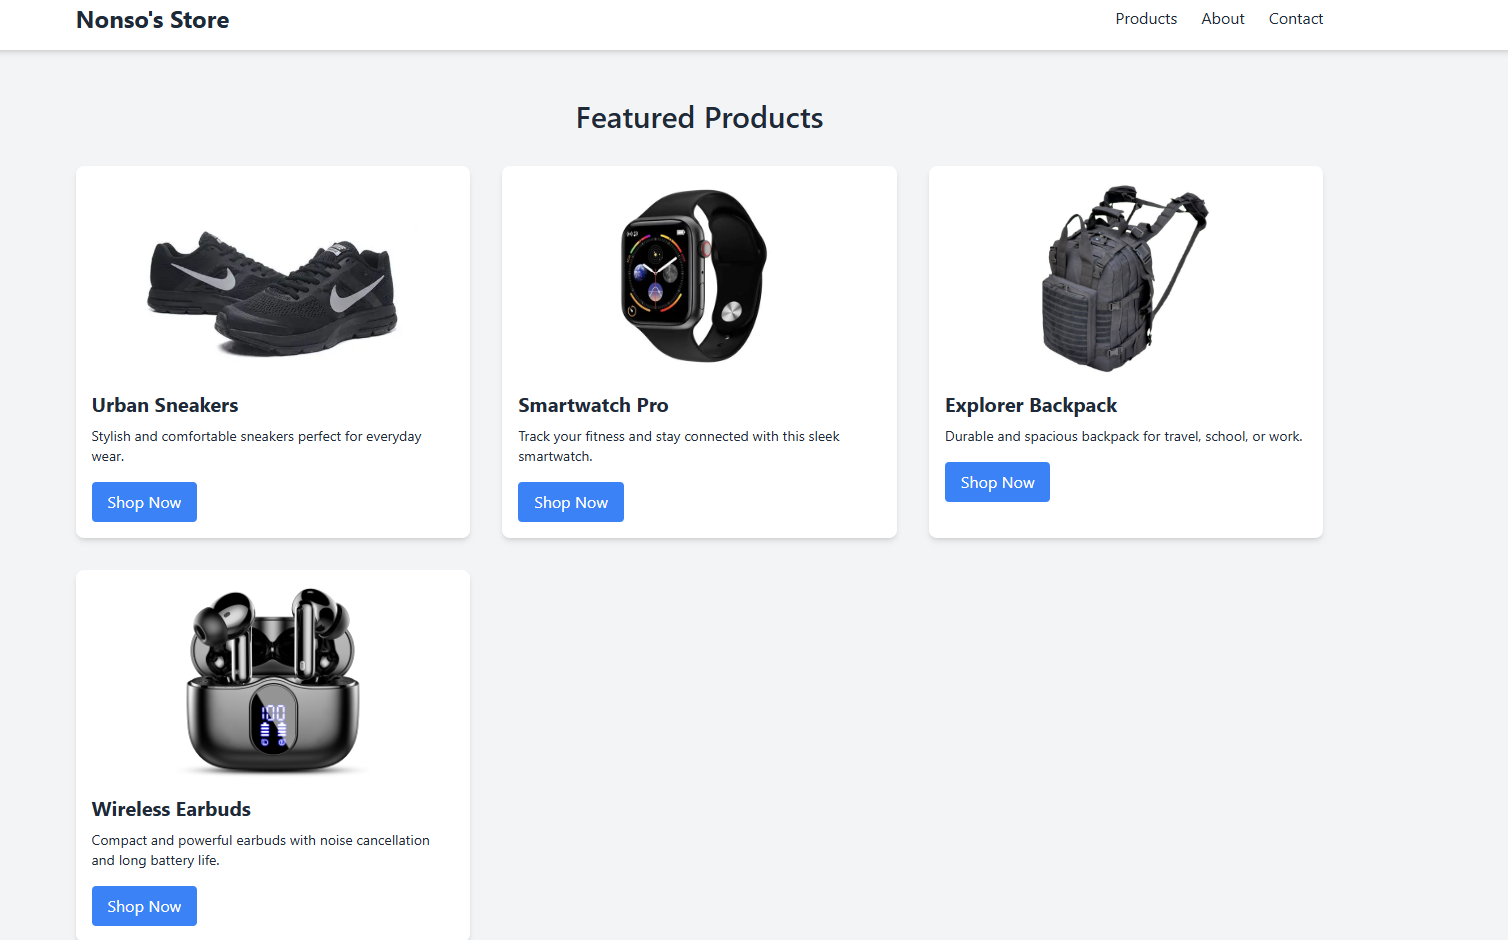 Nonso's Store
Products About Contact
Featured Products
Urban Sneakers
Stylish and comfortable sneakers perfect for everyday
wear.
Shop Now
Smartwatch Pro
Track your fitness and stay connected with this sleek
smartwatch.
Shop Now
Explorer Backpack
Durable and spacious backpack for travel, school, or work.
Shop Now
100
Wireless Earbuds
Compact and powerful earbuds with noise cancellation
and long battery life.
Shop Now